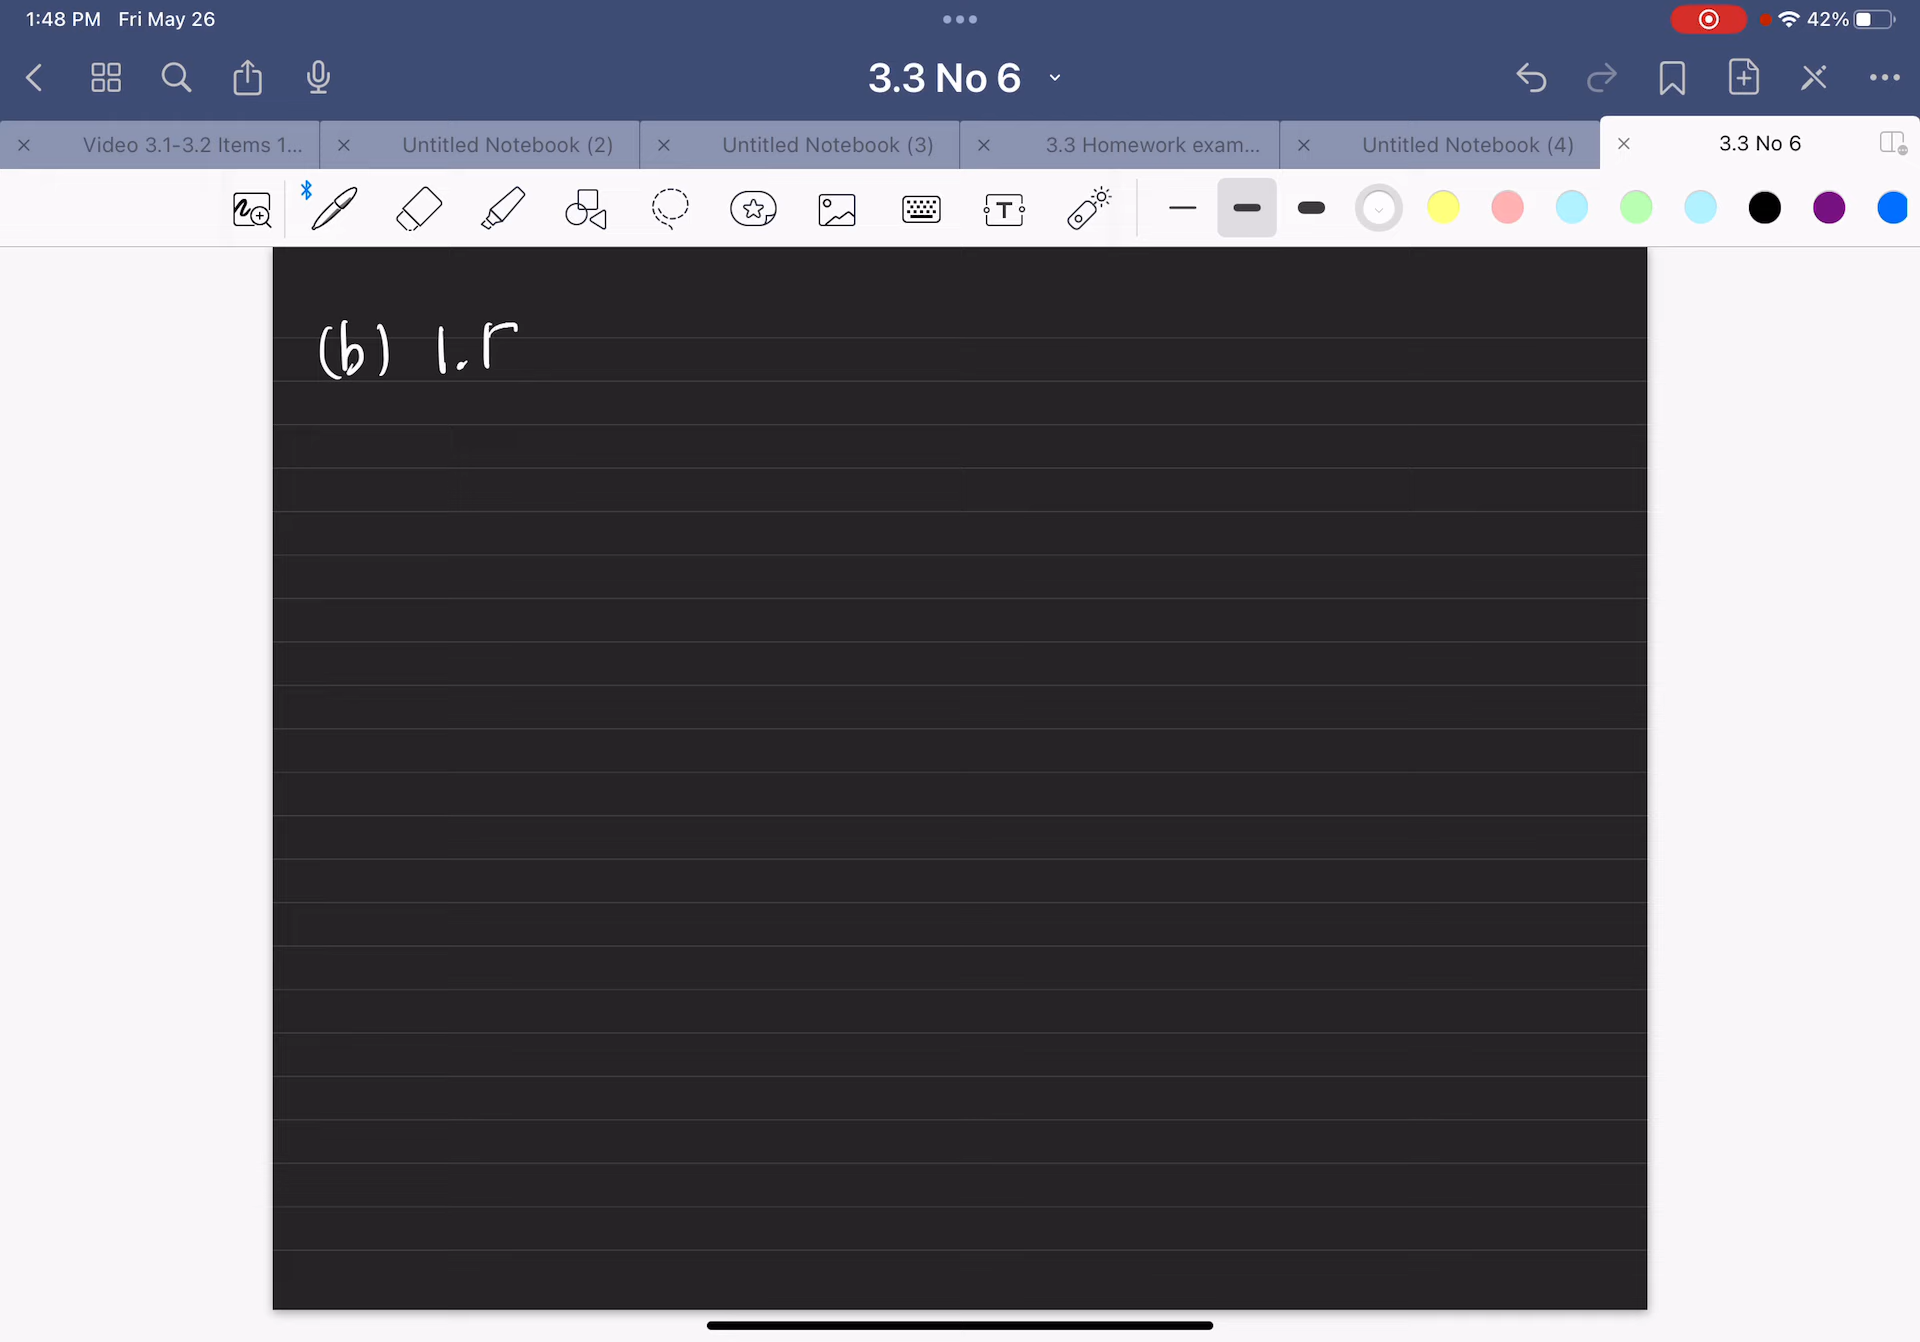 1:48 PM Fri May 26
42%
3.3 No 6
Video 3.1-3.2 Items 1...
Untitled Notebook (2)
Untitled Notebook (3)
3.3 Homework exam...
Untitled Notebook (4)
3.3 No 6
T
(b) 1. r